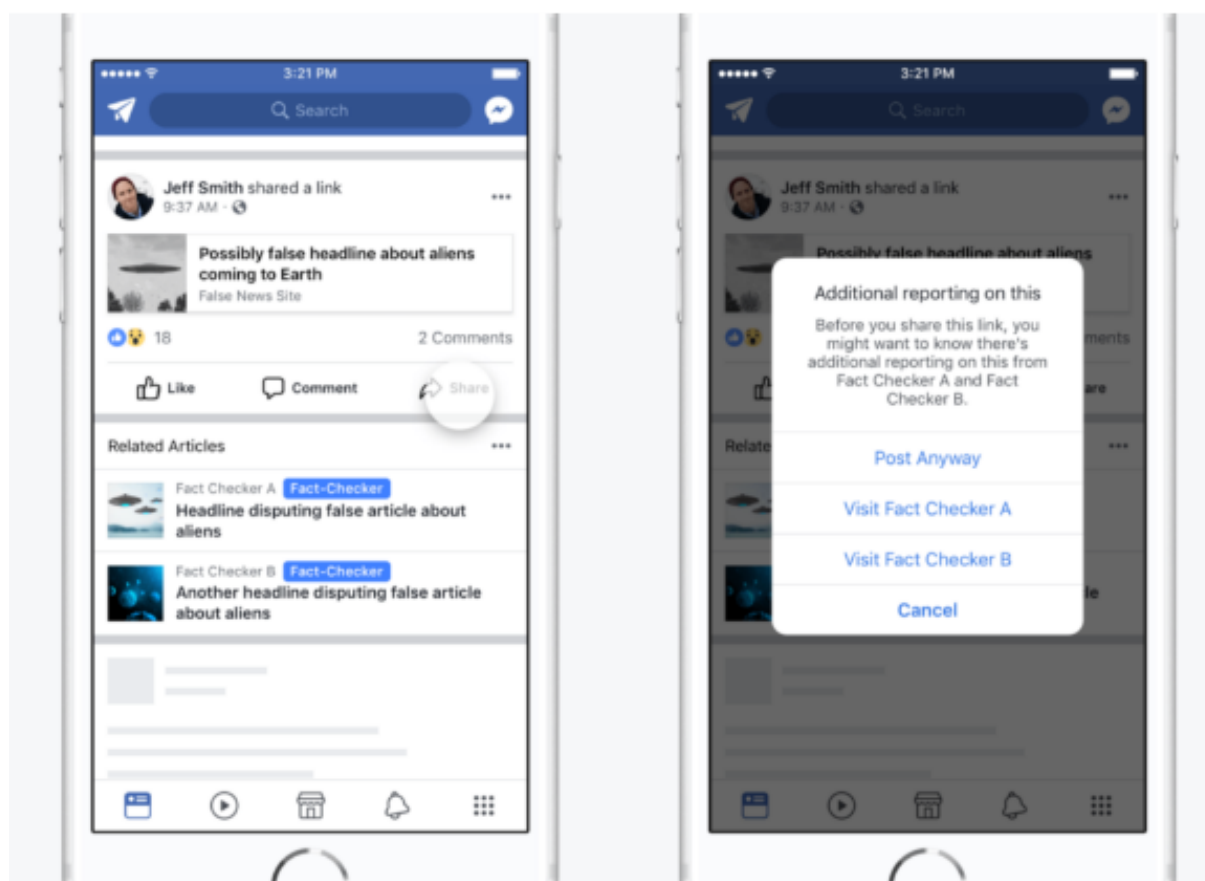 3:21 PM
Search
Jeff Smith shared a link
9:37 AM ·
Possibly false headline about aliens
coming to Earth
False News Site
18
2 Comments
Like
Comment
Share
Related Articles
Fact Checker A Fact-Checker
Headline disputing false article about
aliens
Fact Checker B Fact-Checker
Another headline disputing false article
about aliens
3:21 PM
Search
Jeff Smith shared a link
9:37 AM ·
Possibly false headline about aliens
Additional reporting on this
Before you share this link, you
might want to know there's
additional reporting on this from
Fact Checker A and Fact
Checker B.
ments
are
Relate
Post Anyway
Visit Fact Checker A
Visit Fact Checker B
le
Cancel